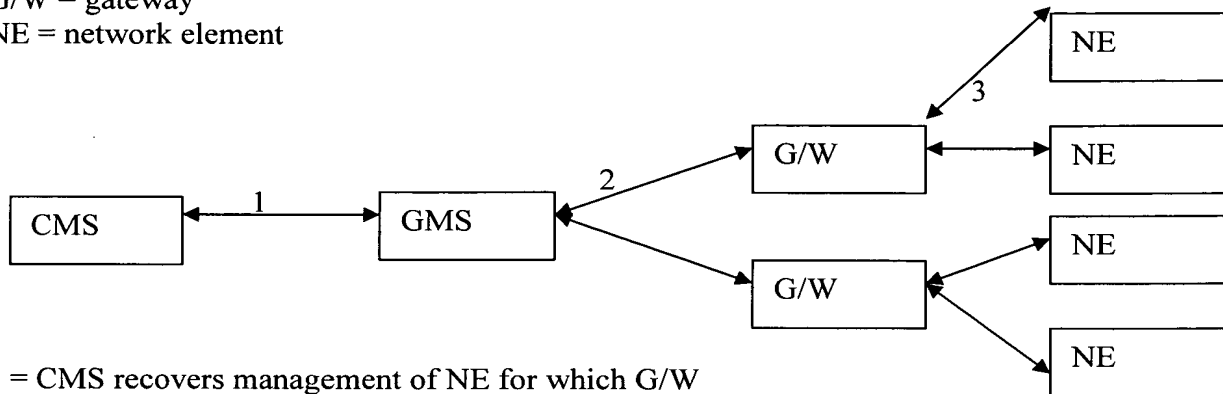 G/W = gateway
NE = network element
NE
3
G/W
NE
2
1
CMS
GMS
NE
G/W
NE
= CMS recovers management of NE for which G/W